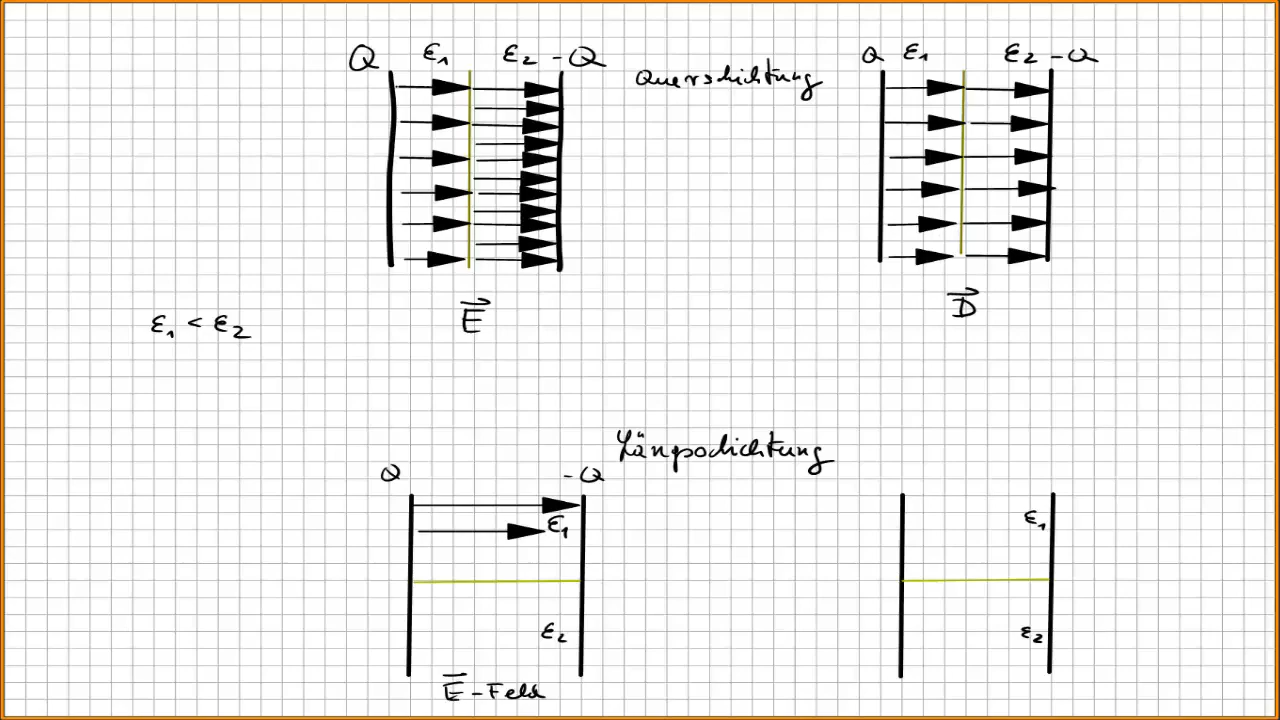 Q ε1 ε2 -Q
Querschichtung
Q ε1 ε2 -Q
E
D
ε1 < ε2
Längsschichtung
Q -Q
ε1
ε1
ε2
ε2
E-Feld